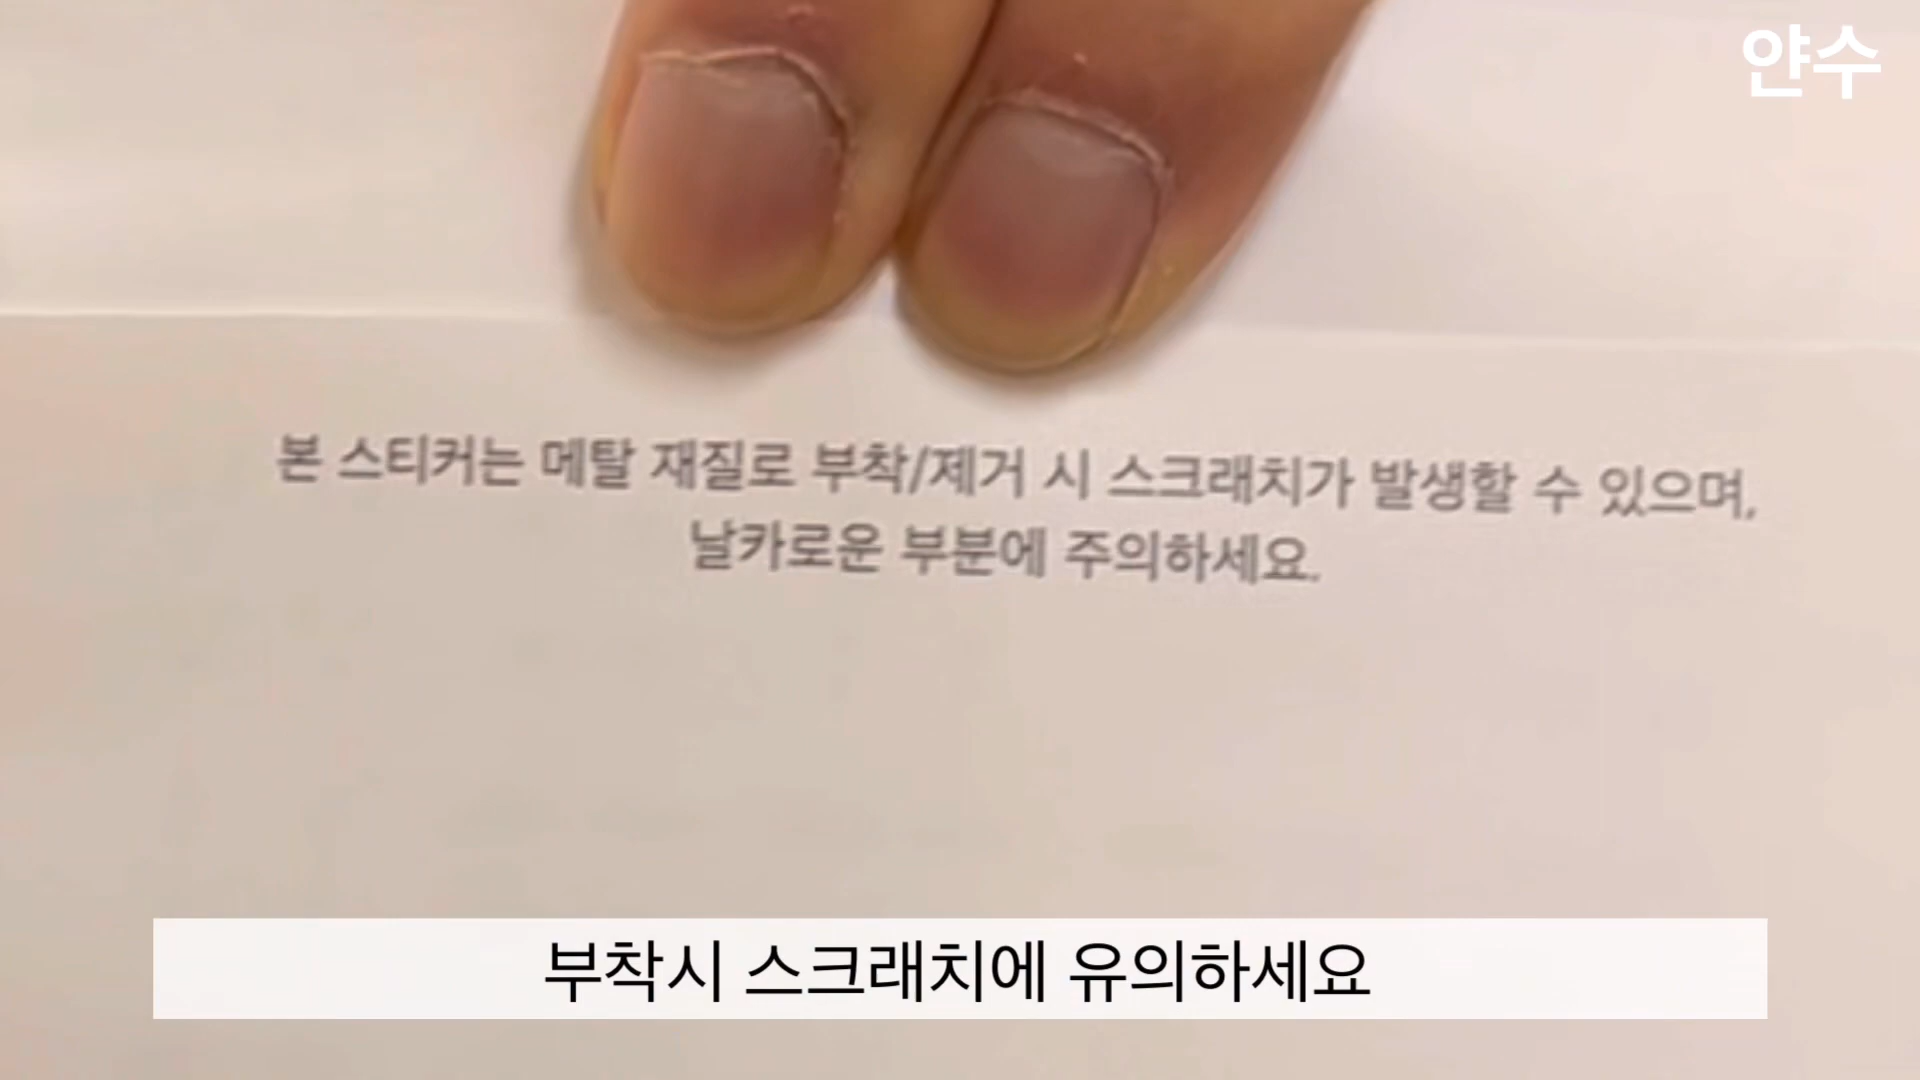 얀수
본 스티커는 메탈 재질로 부착/제거 시 스크래치가 발생할 수 있으며,
날카로운 부분에 주의하세요.
부착시 스크래치에 유의하세요